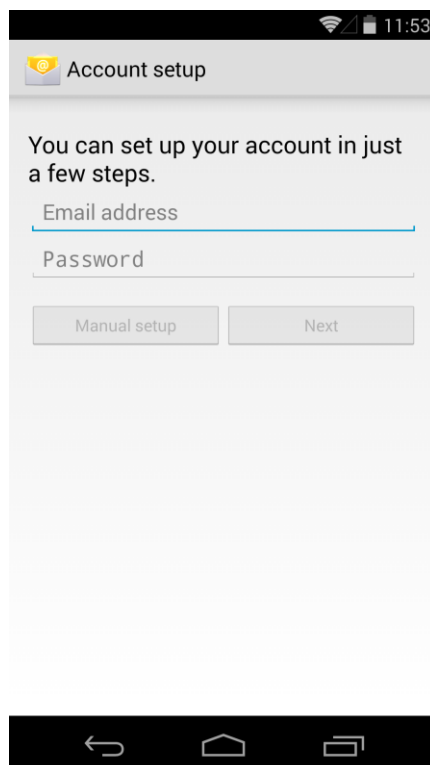 11:53
Account setup
You can set up your account in just
a few steps.
Email address
Password
Manual setup
Next